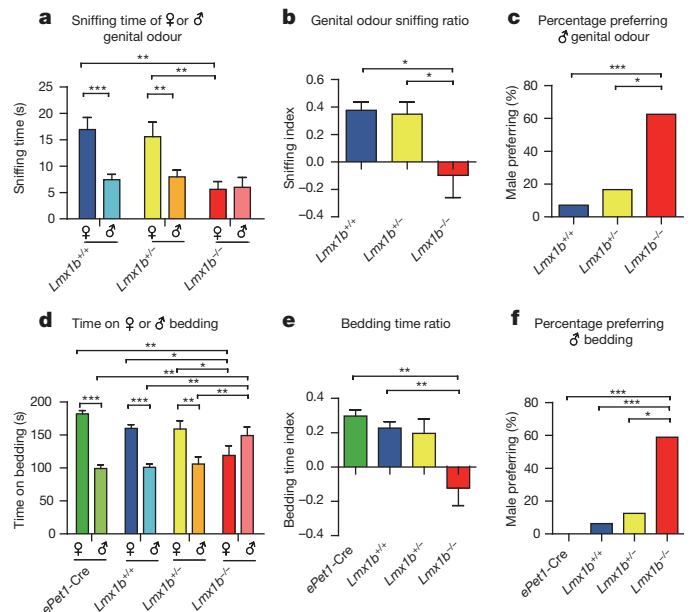 a Sniffing time of ♀ or ♂
genital odour
**
**
***
**
Sniffing time (s)
25
20
15
10
5
0
♀ ♂ ♀ ♂ ♀ ♂
Lmx1b+/+
Lmx1b+/−
Lmx1b−/−
b Genital odour sniffing ratio
*
*
Sniffing index
0.6
0.4
0.2
0.0
−0.2
−0.4
Lmx1b+/+
Lmx1b+/−
Lmx1b−/−
c Percentage preferring
♂ genital odour
***
*
Male preferring (%)
80
60
40
20
0
Lmx1b+/+
Lmx1b+/−
Lmx1b−/−
d Time on ♀ or ♂ bedding
**
*
*
**
**
**
***
***
**
Time on bedding (s)
200
150
100
50
0
♀ ♂ ♀ ♂ ♀ ♂ ♀ ♂
ePet1-Cre
Lmx1b+/+
Lmx1b+/−
Lmx1b−/−
e Bedding time ratio
**
**
Bedding time index
0.4
0.2
0.0
−0.2
−0.4
ePet1-Cre
Lmx1b+/+
Lmx1b+/−
Lmx1b−/−
f Percentage preferring
♂ bedding
***
***
*
Male preferring (%)
80
60
40
20
0
ePet1-Cre
Lmx1b+/+
Lmx1b+/−
Lmx1b−/−